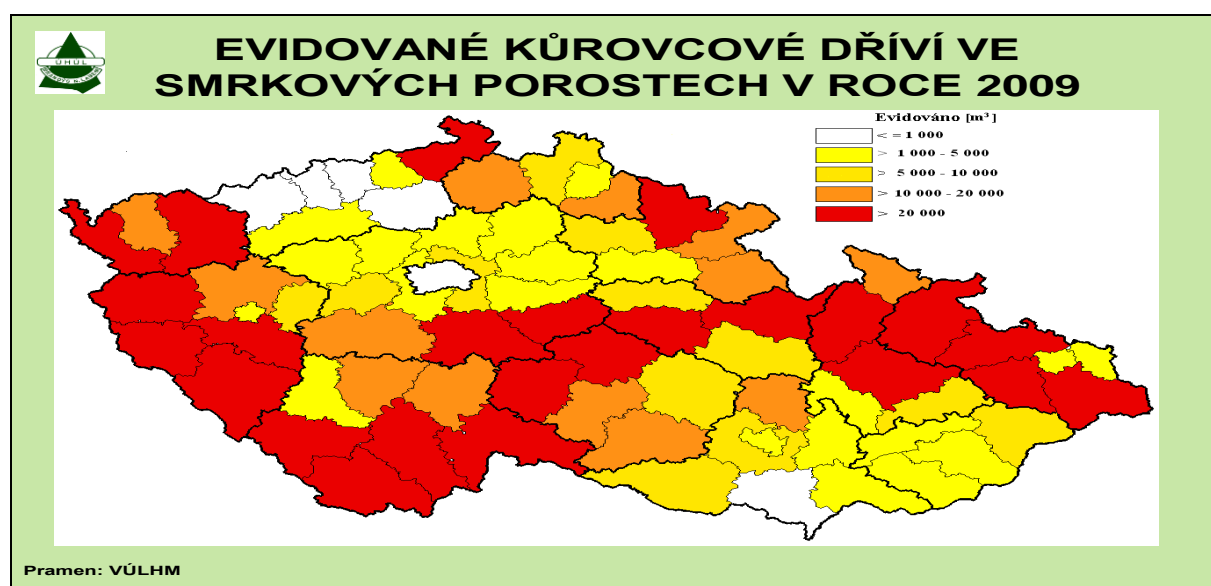 ÚHÚL
EVIDOVANÉ KŮROVCOVÉ DŘÍVÍ VE
SMRKOVÝCH POROSTECH V ROCE 2009
Evidováno [m³]
< = 1 000
> 1 000 - 5 000
> 5 000 - 10 000
> 10 000 - 20 000
> 20 000
Pramen: VÚLHM